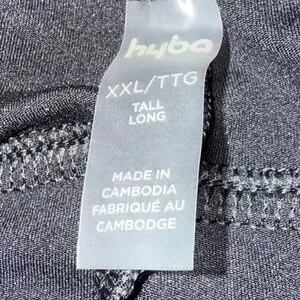 hyba
XXL/TTG
TALL
LONG
MADE IN
CAMBODIA
FABRIQUÉ AU
CAMBODGE